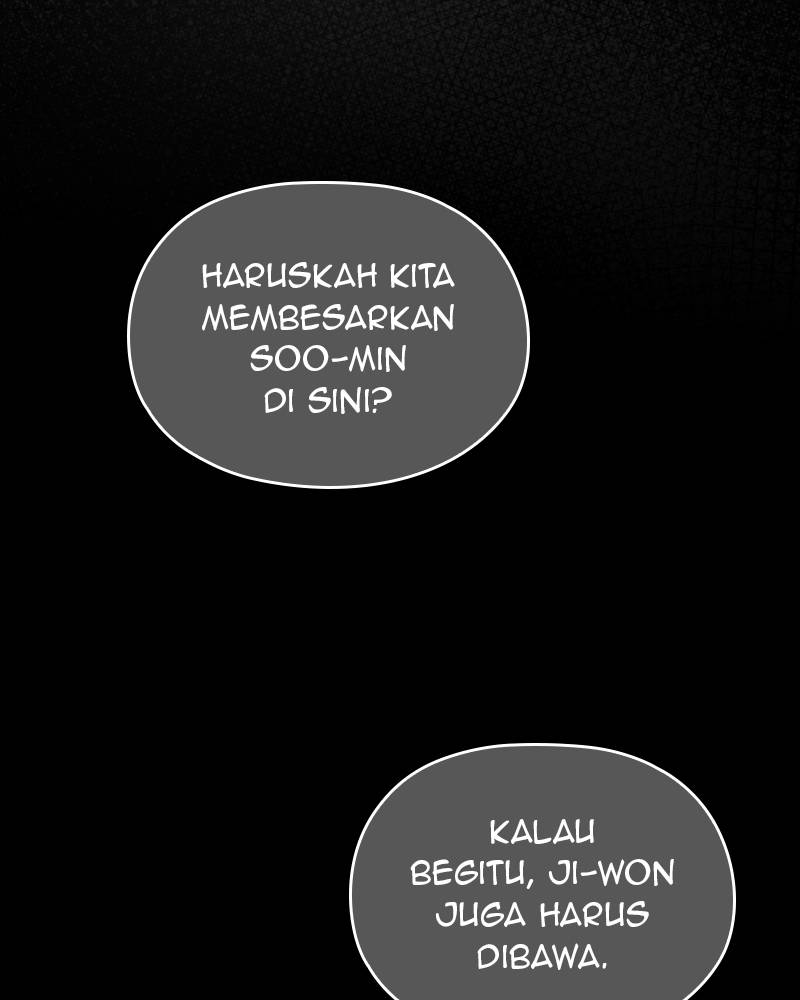 HARUSKAH KITA
MEMBESARKAN
SOO-MIN
DI SINI?
KALAU
BEGITU, JI-WON
JUGA HARUS
DIBAWA.